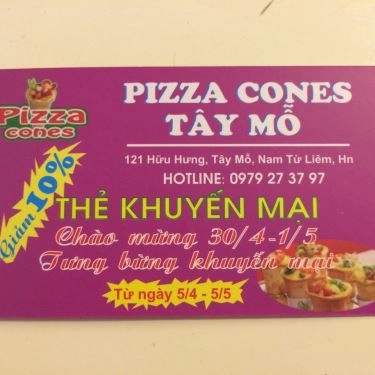 Pizza
cones
PIZZA CONES
TÂY MỖ
121 Hữu Hưng, Tây Mỗ, Nam Từ Liêm, Hn
HOTLINE: 0979 27 37 97
Giảm 10%
THẺ KHUYẾN MẠI
Chào mừng 30/4-1/5
Tưng bừng khuyến mại
Từ ngày 5/4 - 5/5